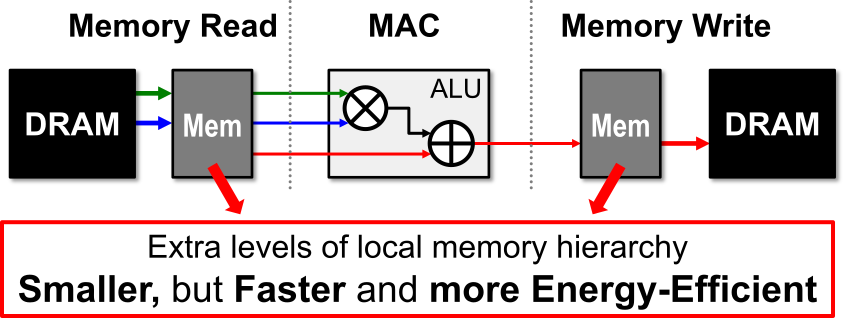 Memory Read MAC Memory Write
DRAM Mem ALU Mem DRAM
Extra levels of local memory hierarchy
Smaller, but Faster and more Energy-Efficient